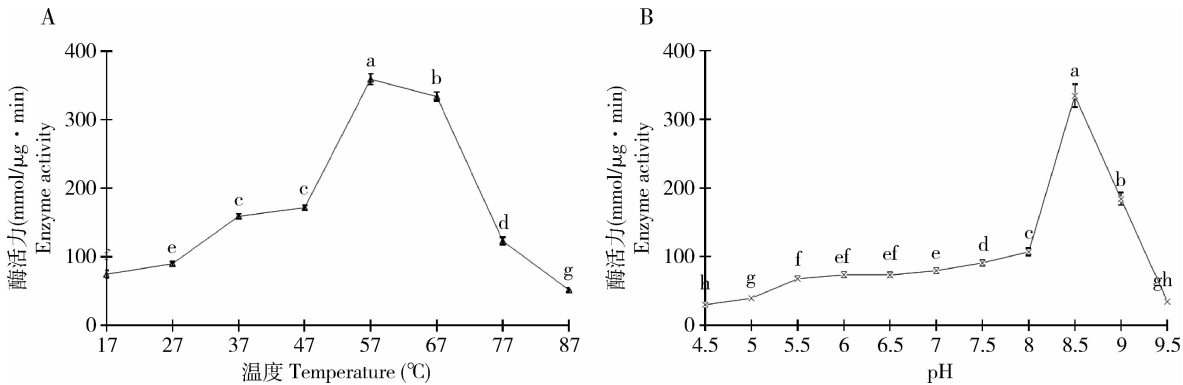 A
酶活力(mmol/μg·min)
Enzyme activity
400
300
200
100
0
f
e
c
c
a
b
d
g
17 27 37 47 57 67 77 87
温度 Temperature (℃)
B
酶活力(mmol/μg·min)
Enzyme activity
400
300
200
100
0
h
g
f
ef
ef
e
d
c
a
b
gh
4.5 5 5.5 6 6.5 7 7.5 8 8.5 9 9.5
pH